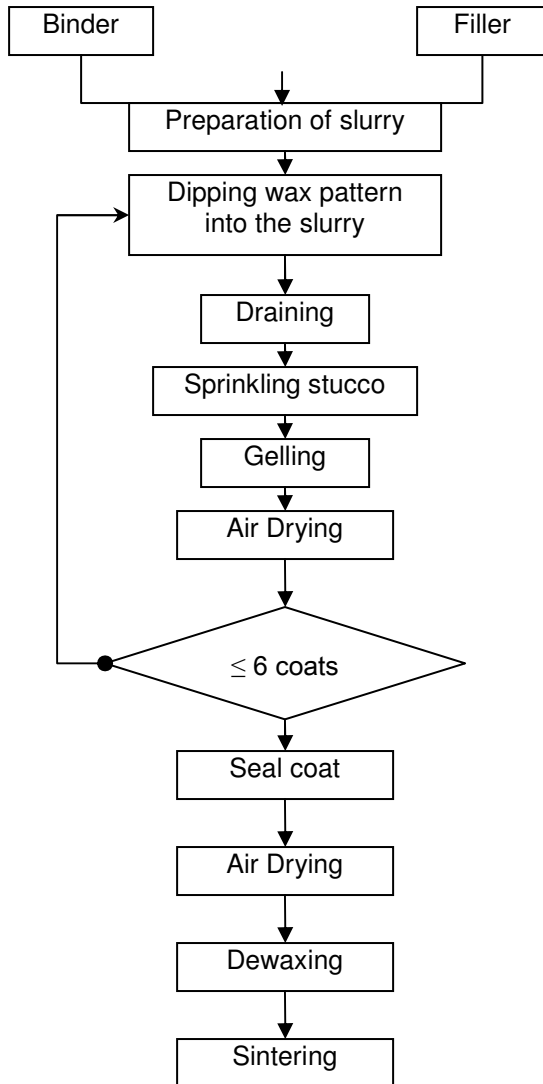 Binder
Filler
Preparation of slurry
Dipping wax pattern
into the slurry
Draining
Sprinkling stucco
Gelling
Air Drying
≤ 6 coats
Seal coat
Air Drying
Dewaxing
Sintering